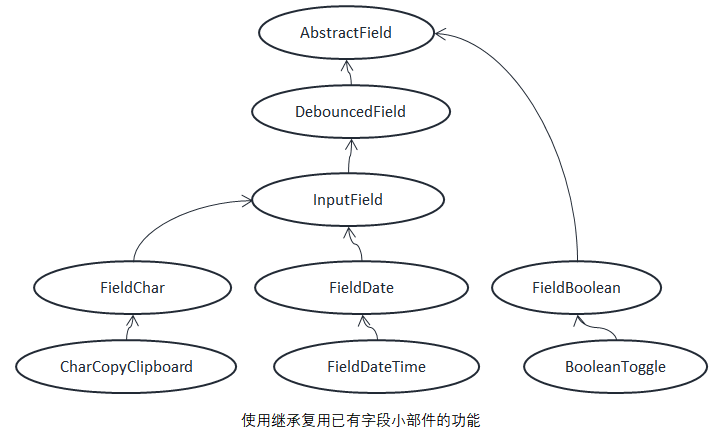 AbstractField
DebouncedField
InputField
FieldChar
FieldDate
FieldBoolean
CharCopyClipboard
FieldDateTime
BooleanToggle
使用继承复用已有字段小部件的功能